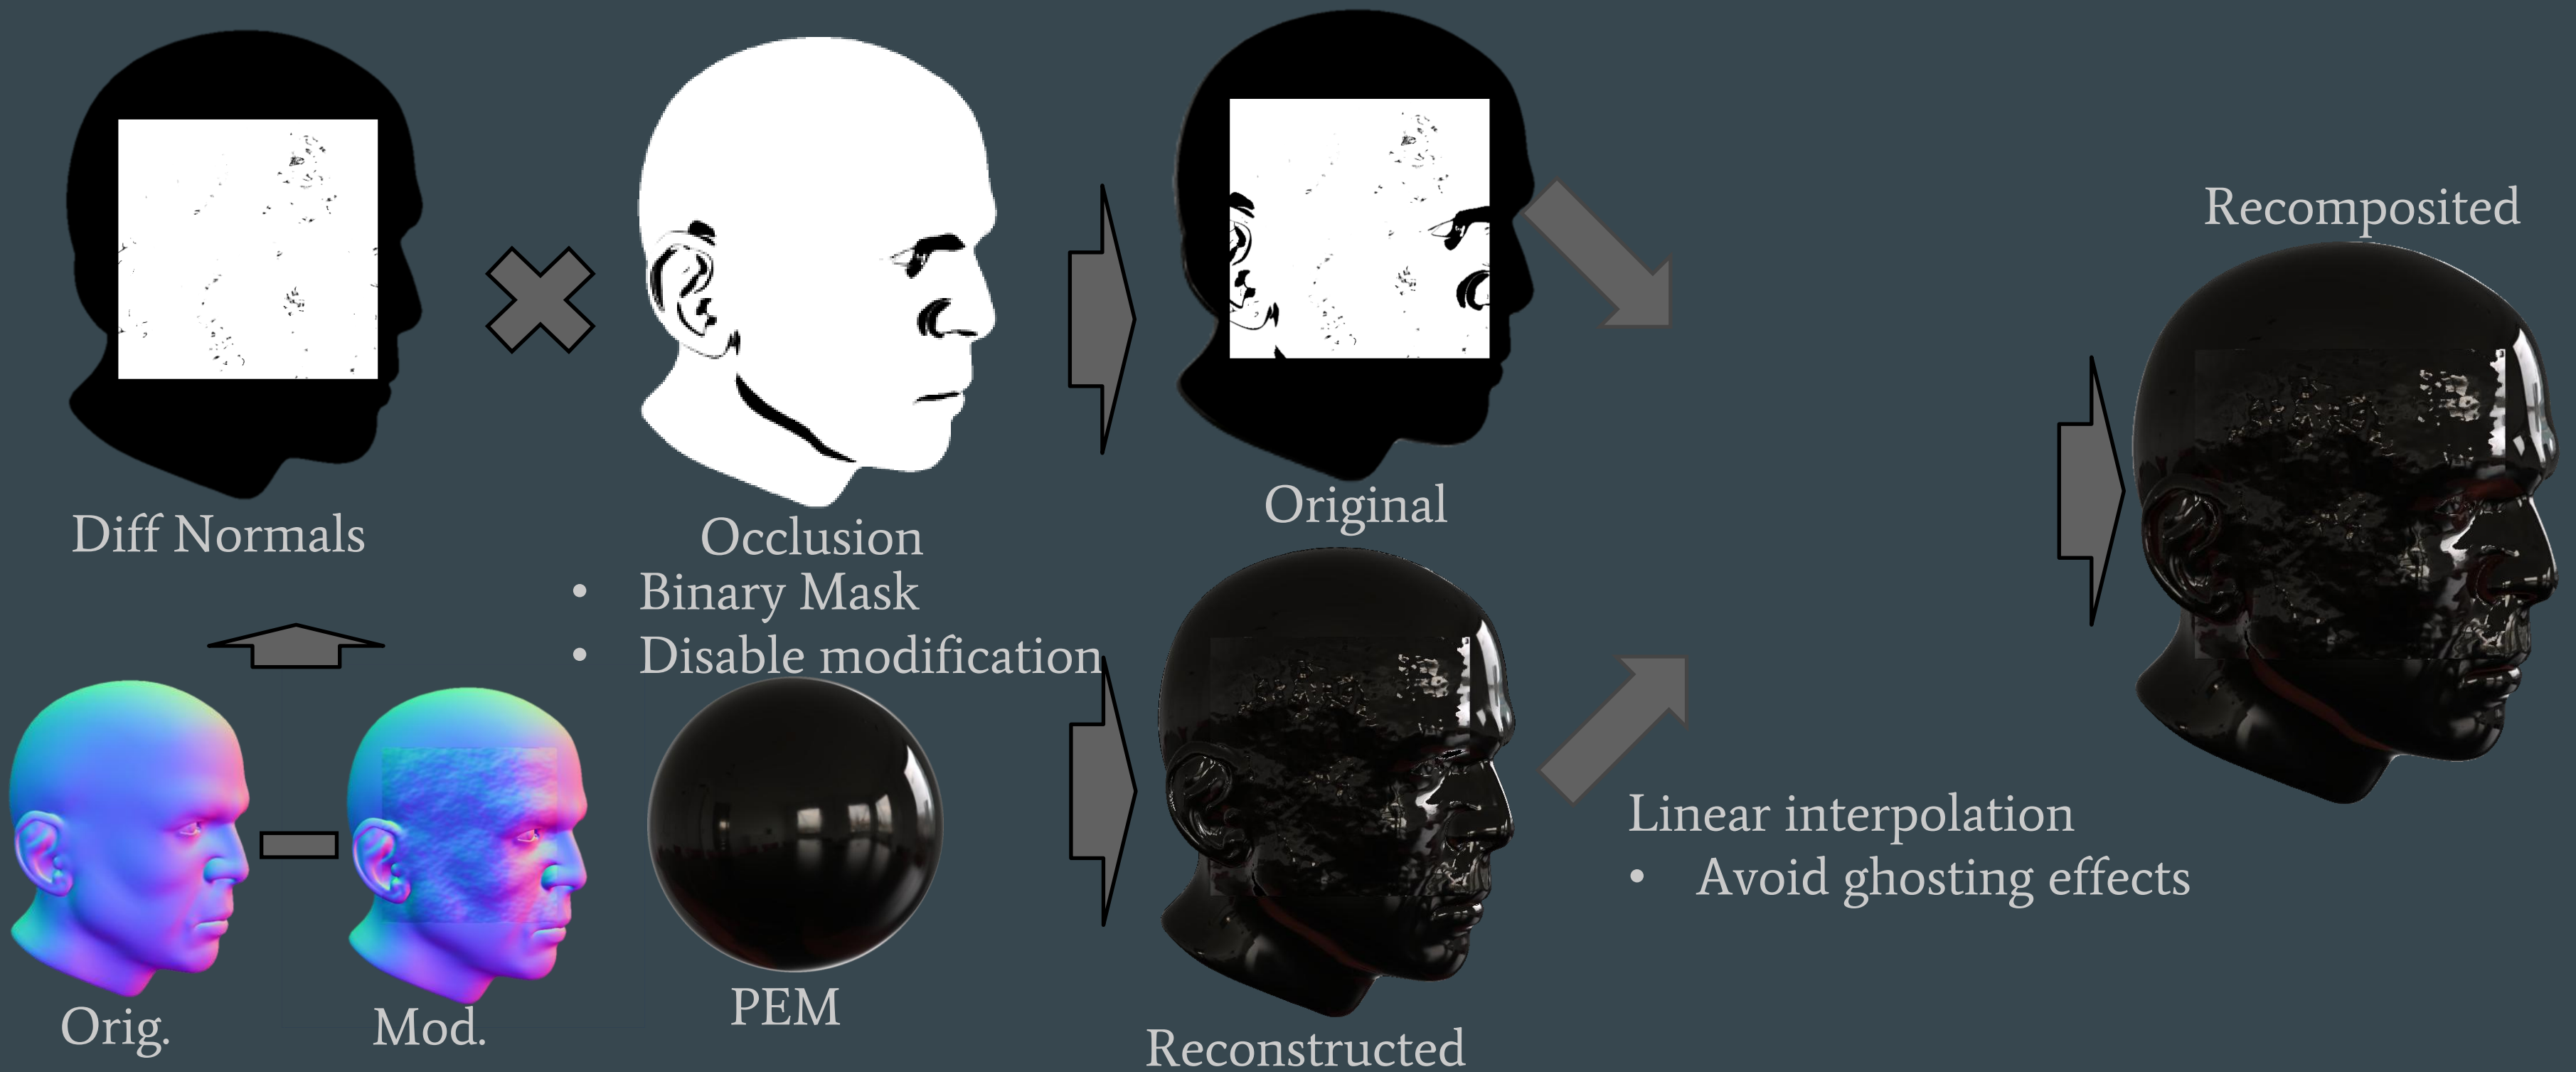 Diff Normals
Occlusion
• Binary Mask
• Disable modification
Orig.
Mod.
PEM
Original
Reconstructed
Linear interpolation
• Avoid ghosting effects
Recomposited